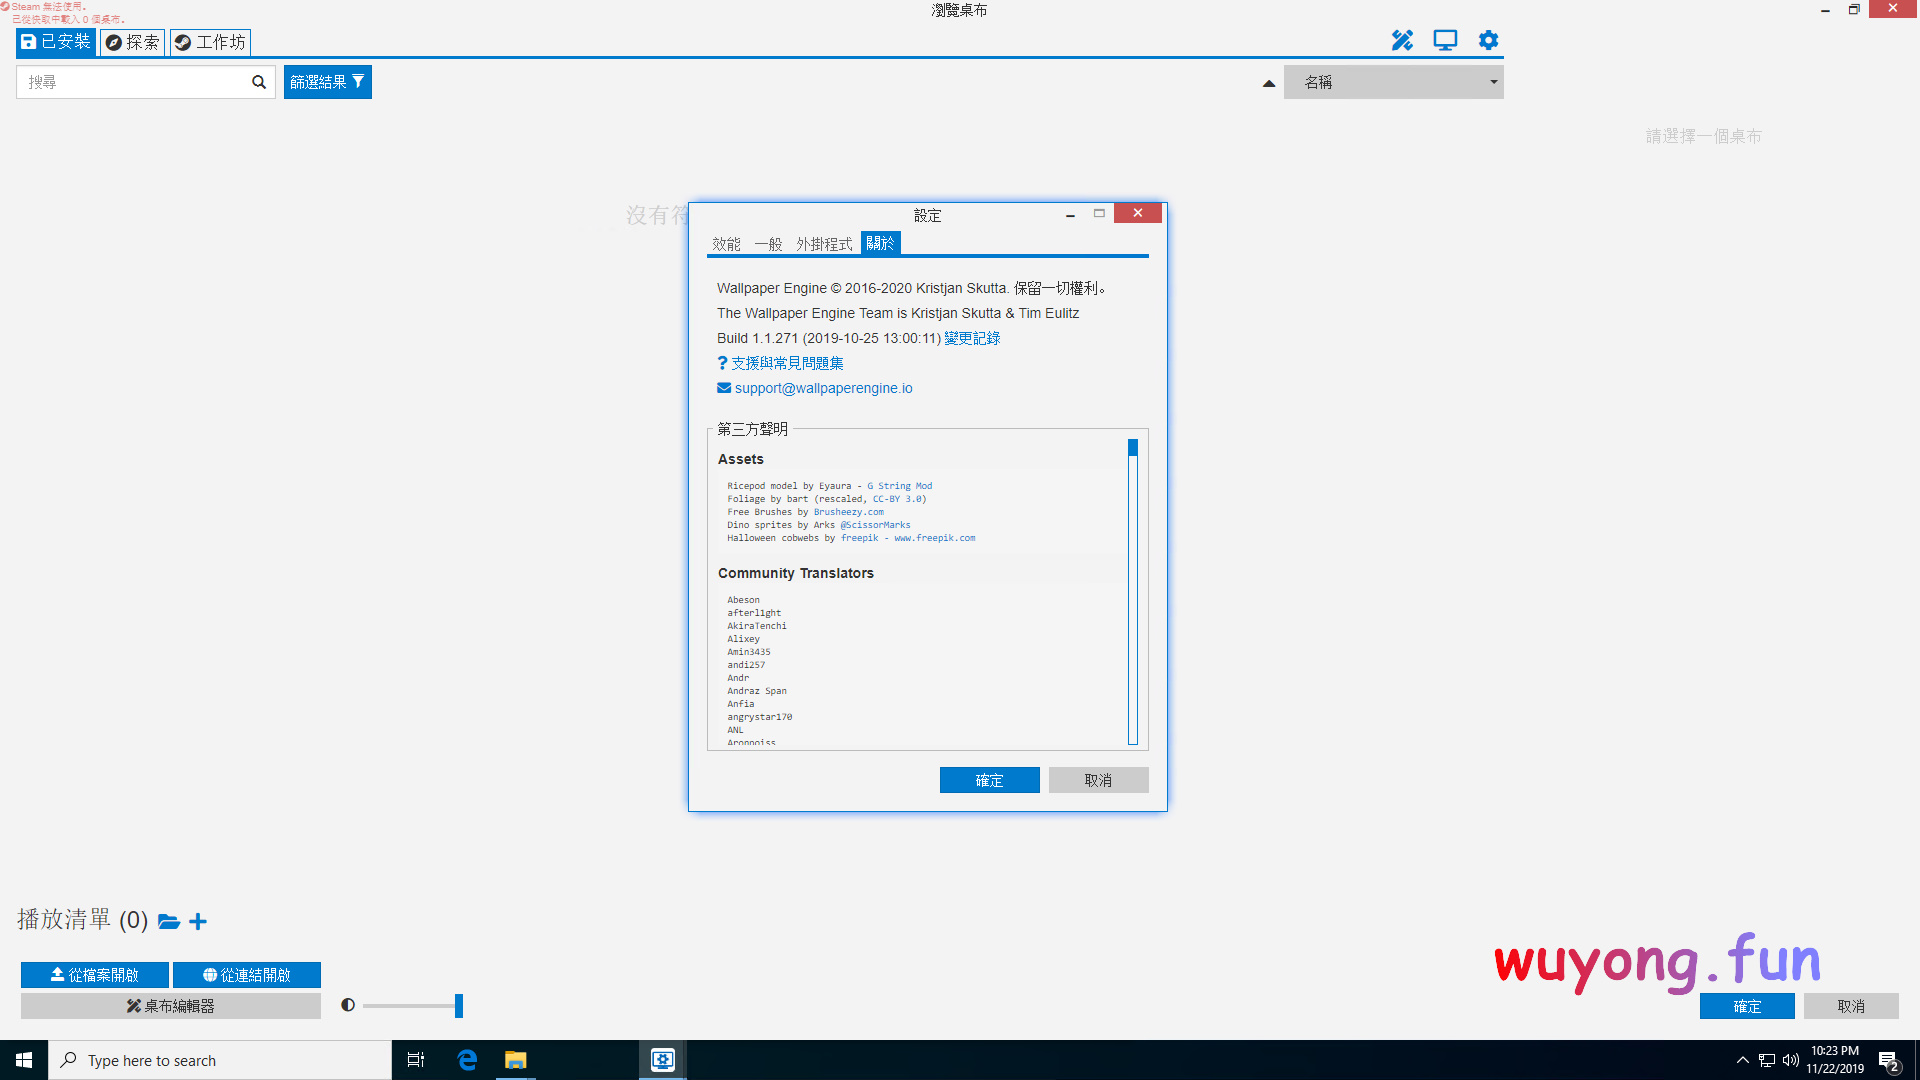 Steam 無法使用。
已從快取中載入 0 個桌布。
瀏覽桌布
已安裝
探索
工作坊
搜尋
篩選結果
名稱
請選擇一個桌布
沒有符
設定
效能
一般
外掛程式
關於
Wallpaper Engine © 2016-2020 Kristjan Skutta. 保留一切權利。
The Wallpaper Engine Team is Kristjan Skutta & Tim Eulitz
Build 1.1.271 (2019-10-25 13:00:11) 變更記錄
支援與常見問題集
support@wallpaperengine.io
第三方聲明
Assets
Ricepod model by Eyaura - G String Mod
Foliage by bart (rescaled, CC-BY 3.0)
Free Brushes by Brusheezy.com
Dino sprites by Arks @ScissorMarks
Halloween cobwebs by freepik - www.freepik.com
Community Translators
Abeson
afterl1ght
AkiraTenchi
Alixey
Amin3435
andi257
Andr
Andraz Span
Anfia
angrystar170
ANL
確定
取消
播放清單 (0)
從檔案開啟
從連結開啟
桌布編輯器
wuyong.fun
確定
取消
Type here to search
10:23 PM
11/22/2019
2